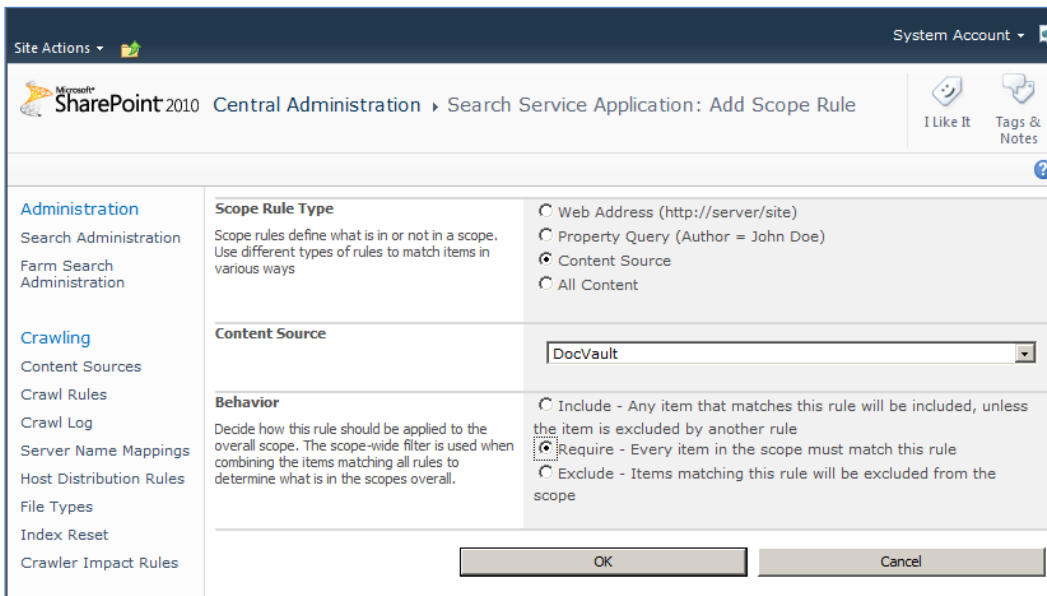 System Account
Site Actions
Microsoft
SharePoint 2010 Central Administration Search Service Application: Add Scope Rule
I Like It
Tags &
Notes
Administration
Search Administration
Farm Search
Administration
Crawling
Content Sources
Crawl Rules
Crawl Log
Server Name Mappings
Host Distribution Rules
File Types
Index Reset
Crawler Impact Rules
Scope Rule Type
Scope rules define what is in or not in a scope.
Use different types of rules to match items in
various ways
Web Address (http://server/site)
Property Query (Author = John Doe)
Content Source
All Content
Content Source
DocVault
Behavior
Decide how this rule should be applied to the
overall scope. The scope-wide filter is used when
combining the items matching all rules to
determine what is in the scopes overall.
Include - Any item that matches this rule will be included, unless
the item is excluded by another rule
Require - Every item in the scope must match this rule
Exclude - Items matching this rule will be excluded from the
scope
OK
Cancel